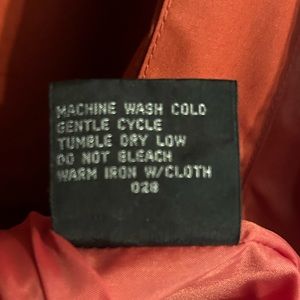 MACHINE WASH COLD
GENTLE CYCLE
TUMBLE DRY LOW
DO NOT BLEACH
WARM IRON W/CLOTH
028